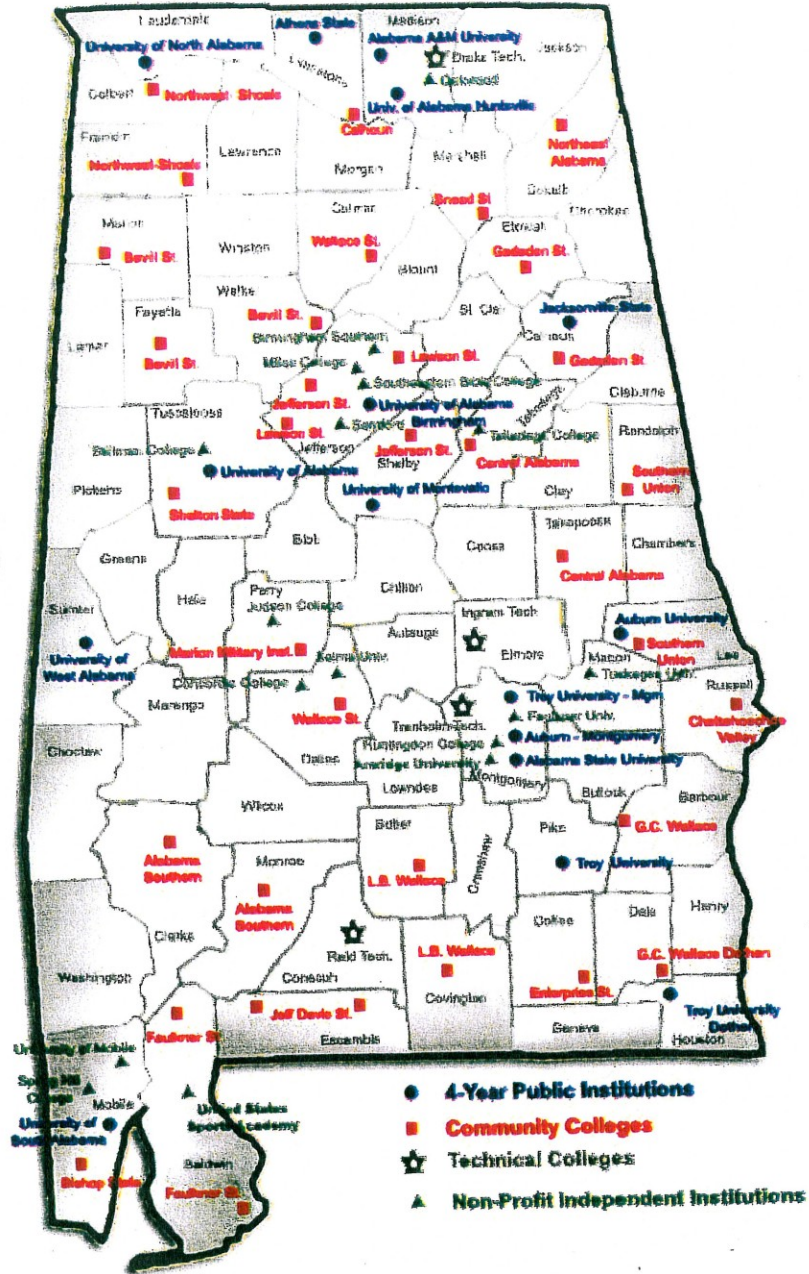 Lauderdale
Madison
Athens State
University of North Alabama
Alabama A&M University
Jackson
Drake Tech.
Oakwood
Limestone
Colbert
Northwest- Shoals
Univ. of Alabama Huntsville
Calhoun
Franklin
Lawrence
Northeast
Alabama
Northwest-Shoals
Morgan
Marshall
Dekalb
Snead St
Cherokee
Marion
Cullman
Etowah
Bevil St.
Winston
Wallace St.
Gadsden St.
Blount
Walke
St. Clai
Jacksonville State
Fayette
Bevil St.
Birmingham Southern
Calhoun
Lamar
Bevil St.
Miles College
Lawson St.
Gadsden St.
Southeastern Bible College
Cleburne
Jefferson St.
University of Alabama
Birmingham
Talladega
Tuscaloosa
Lawson St.
Samford
Talladega College
Randolph
Stillman College
Jefferson
Jefferson St.
Shelby
Central Alabama
University of Alabama
Southern
Union
Pickens
University of Montevallo
Clay
Shelton State
Bibb
Tallapoosa
Greene
Coosa
Chambers
Chilton
Central Alabama
Hale
Perry
Judson College
Sumter
Ingram Tech
Auburn University
Autauga
Elmore
University of
West Alabama
Marion Military Inst.
Selma Univ.
Macon
Southern
Union
Lee
Concordia College
Tuskegee Univ.
Russell
Marengo
Wallace St.
Troy University - Mgm
Chattahoochee
Valley
Trenholm Tech.
Faulkner Univ.
Choctaw
Dallas
Huntingdon College
Auburn - Montgomery
Amridge University
Alabama State University
Lowndes
Montgomery
Bullock
Barbour
Wilcox
Butler
Pike
G.C. Wallace
Alabama
Southern
Monroe
Crenshaw
Troy University
L.B. Wallace
Alabama
Southern
Clarke
Coffee
Dale
Henry
Reid Tech.
L.B. Wallace
G.C. Wallace Dothan
Washington
Conecuh
Covington
Enterprise St.
Faulkner St
Jeff Davis St.
Troy University
Dothan
Escambia
Geneva
Houston
University of Mobile
Spring Hill
College
Mobile
United States
Sports Academy
University of
South Alabama
Baldwin
Bishop State
Faulkner St.
4-Year Public Institutions
Community Colleges
Technical Colleges
Non-Profit Independent Institutions